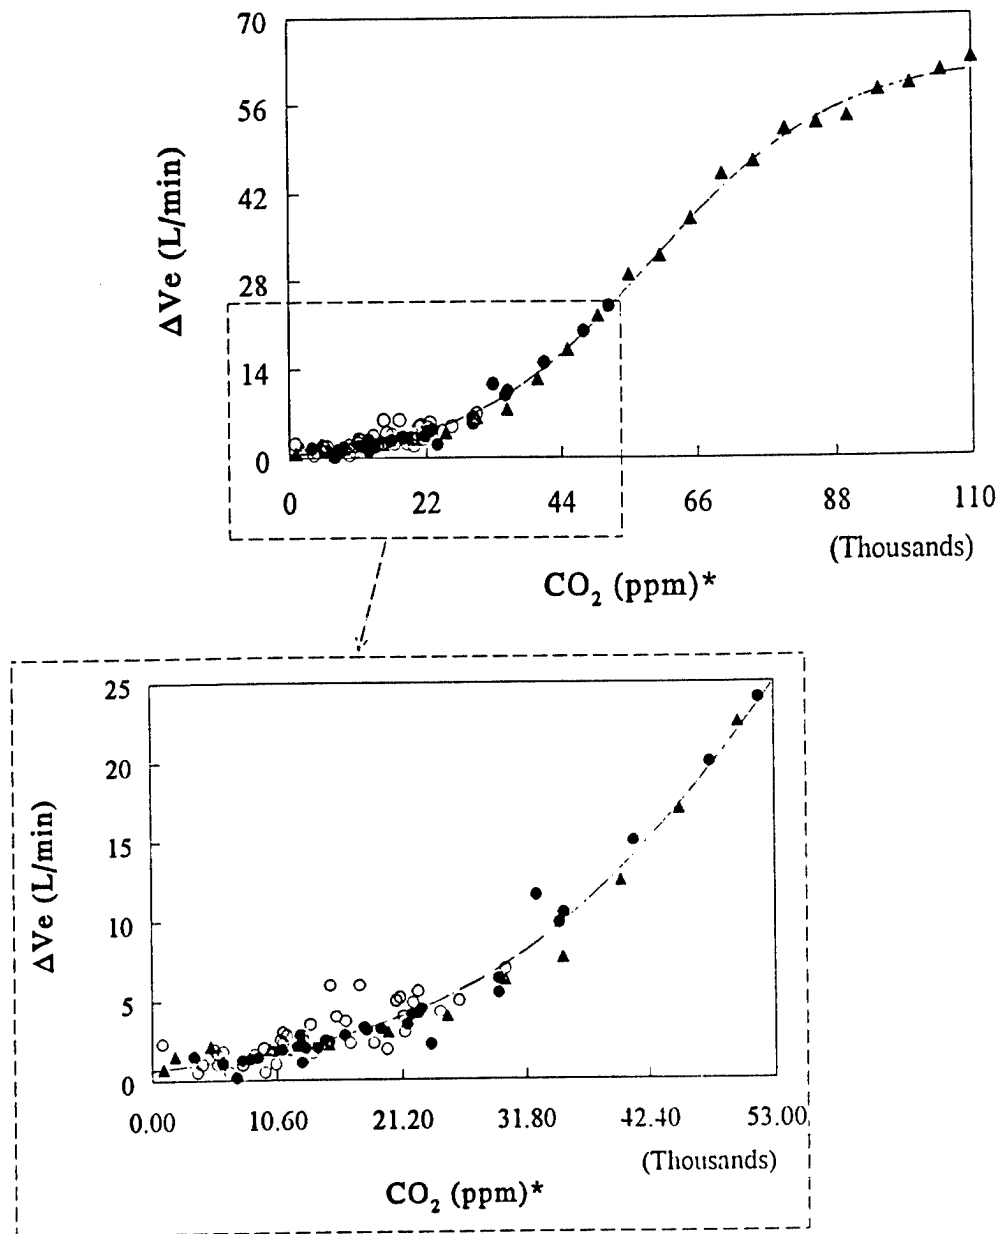 70
56
42
28
14
0
ΔVe (L/min)
0 22 44 66 88 110
(Thousands)
CO₂ (ppm)*
25
20
15
10
5
0
ΔVe (L/min)
0.00 10.60 21.20 31.80 42.40 53.00
(Thousands)
CO₂ (ppm)*